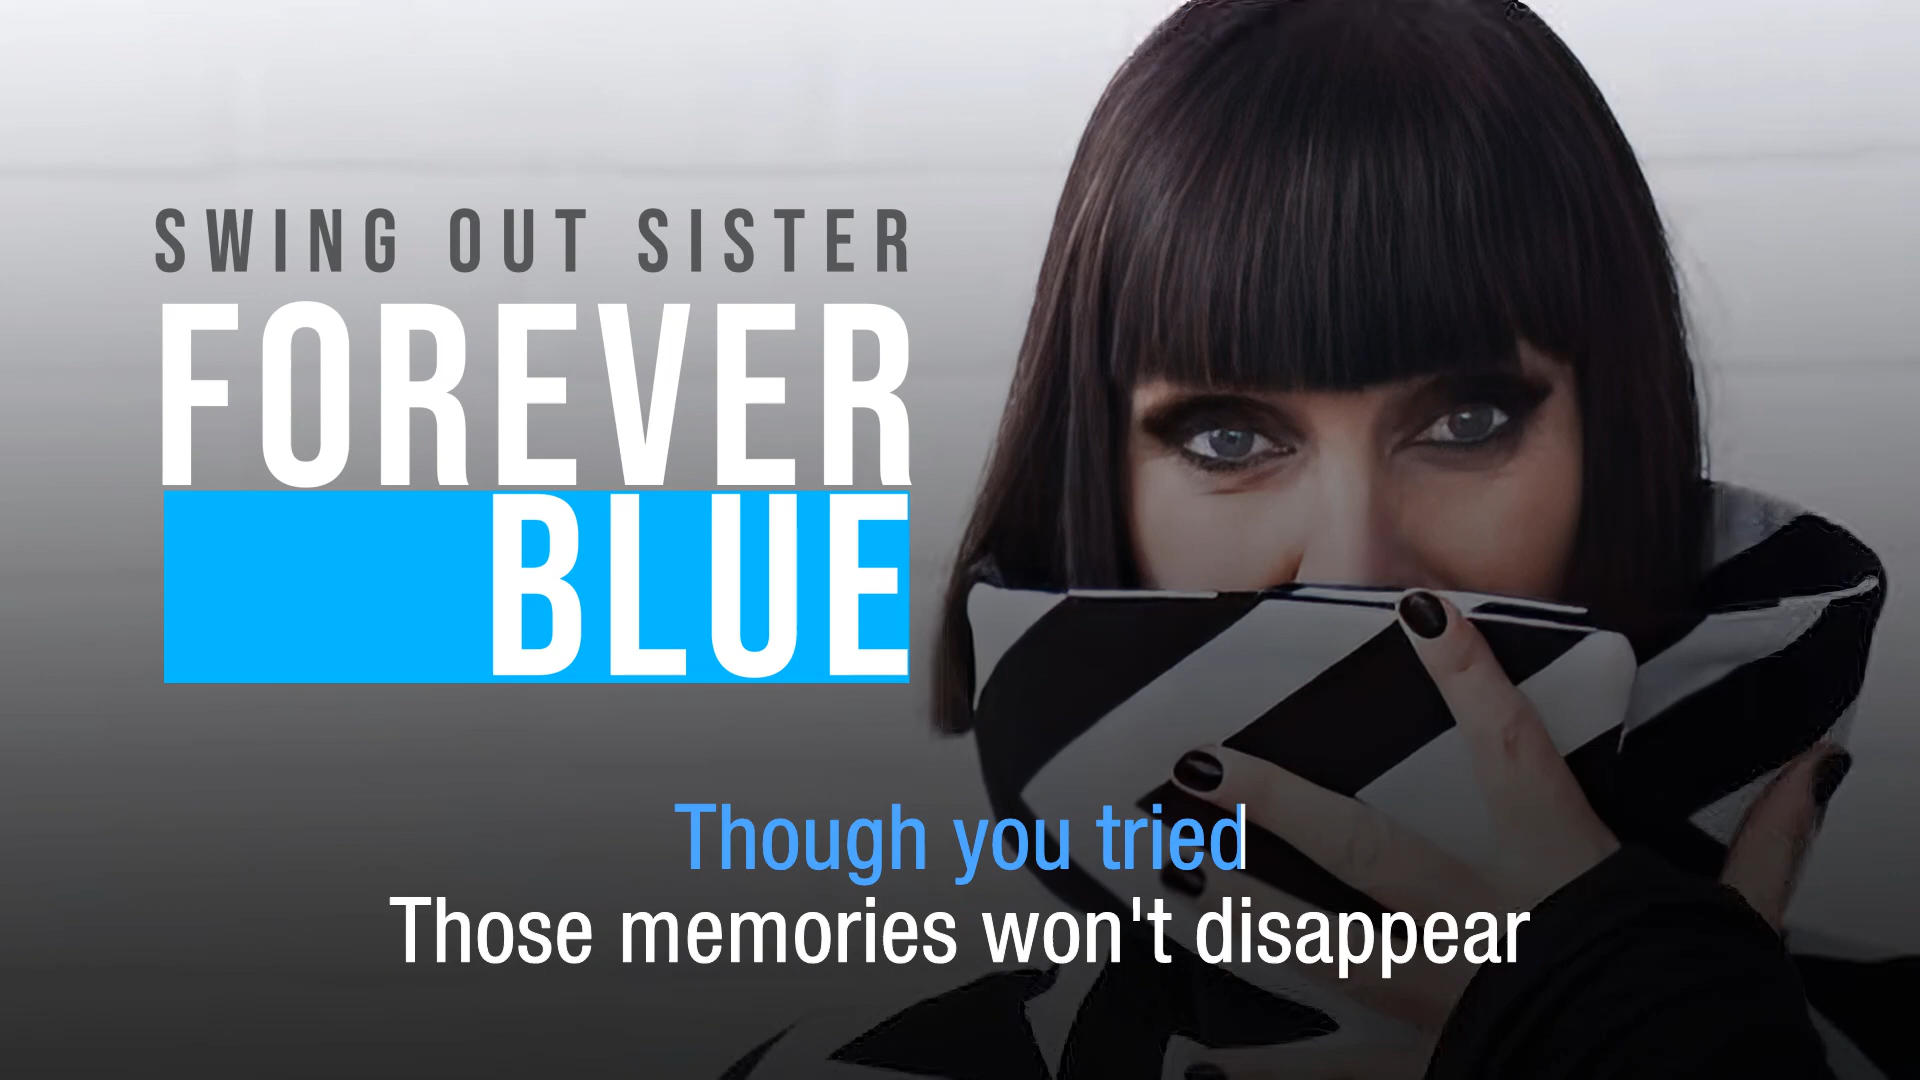 SWING OUT SISTER
FOREVER
BLUE
Though you tried
Those memories won't disappear